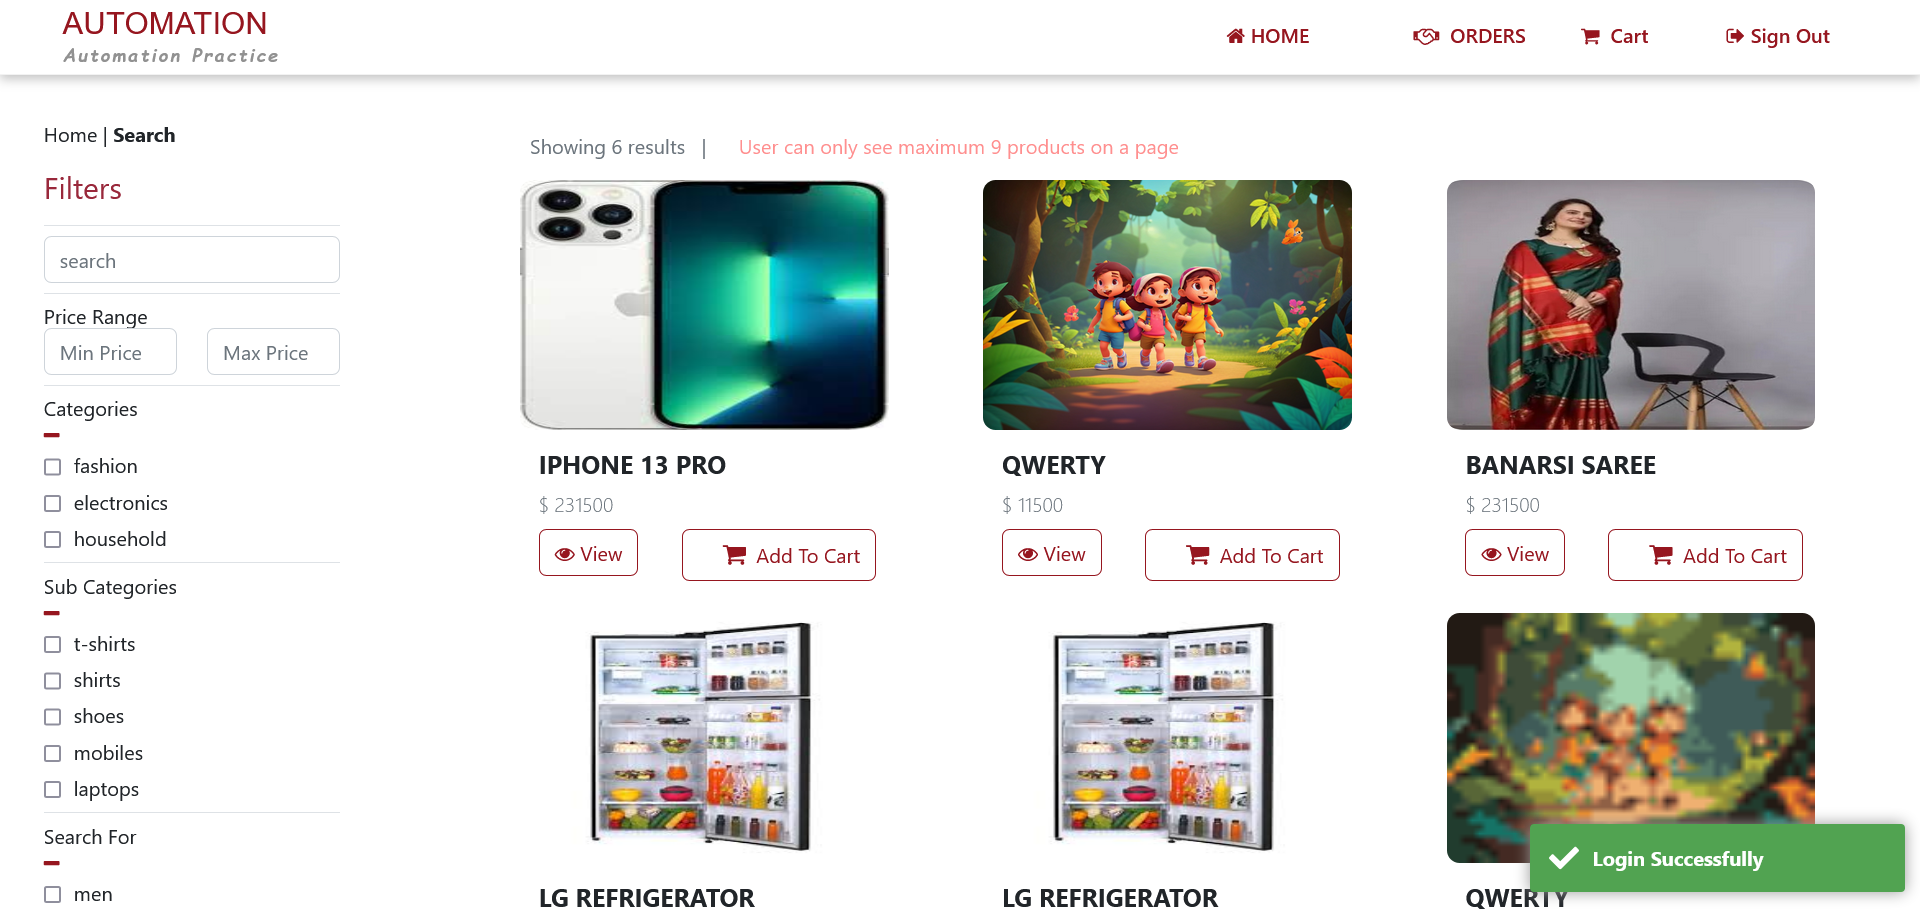 AUTOMATION
Automation Practice
HOME
ORDERS
Cart
Sign Out
Home | Search
Filters
search
Price Range
Min Price
Max Price
Categories
fashion
electronics
household
Sub Categories
t-shirts
shirts
shoes
mobiles
laptops
Search For
men
Showing 6 results |
User can only see maximum 9 products on a page
IPHONE 13 PRO
$ 231500
View
Add To Cart
QWERTY
$ 11500
View
Add To Cart
BANARSI SAREE
$ 231500
View
Add To Cart
LG REFRIGERATOR
LG REFRIGERATOR
QWERTY
Login Successfully